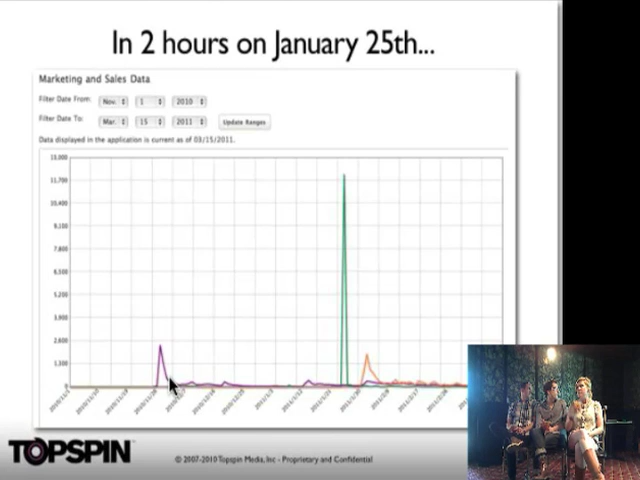 In 2 hours on January 25th...
Marketing and Sales Data
Filter Date From: Nov. 1 2010
Filter Date To: Mar. 15 2011 Update Ranges
Data displayed in the application is current as of 03/15/2011.
13,000
11,700
10,400
9,100
7,800
6,500
5,200
3,900
2,600
1,300
0
TOPSPIN
© 2007-2010 Topspin Media, Inc - Proprietary and Confidential